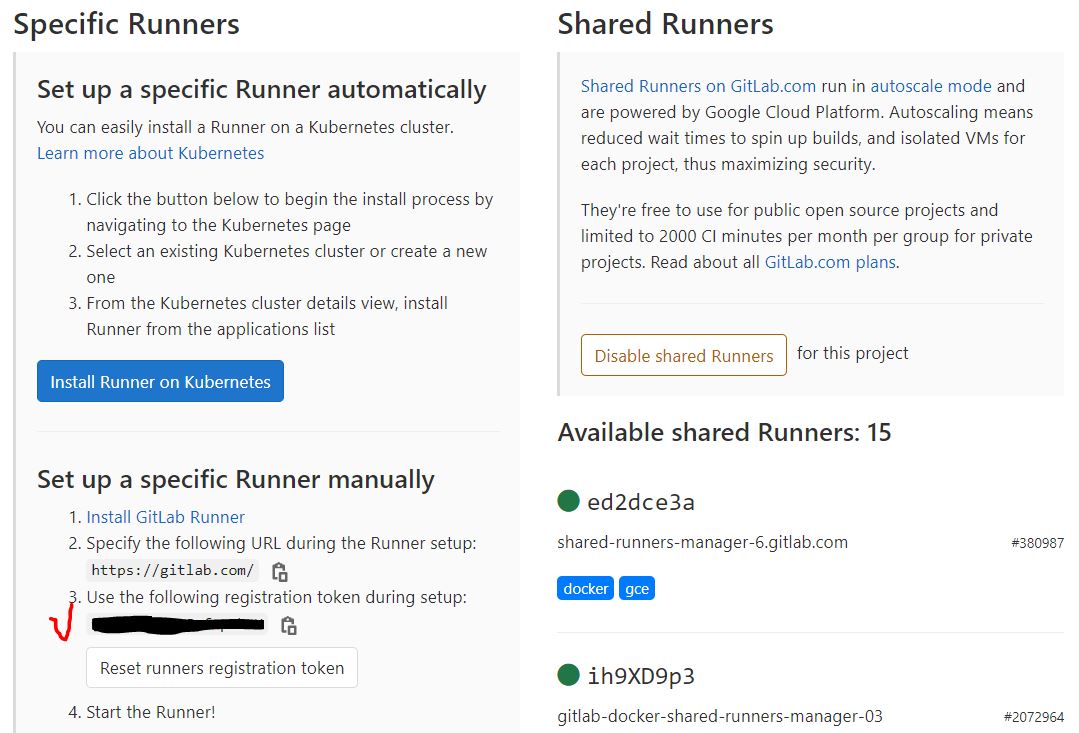 Specific Runners
Set up a specific Runner automatically
You can easily install a Runner on a Kubernetes cluster.
Learn more about Kubernetes
1. Click the button below to begin the install process by
navigating to the Kubernetes page
2. Select an existing Kubernetes cluster or create a new
one
3. From the Kubernetes cluster details view, install
Runner from the applications list
Install Runner on Kubernetes
Set up a specific Runner manually
1. Install GitLab Runner
2. Specify the following URL during the Runner setup:
https://gitlab.com/
3. Use the following registration token during setup:
Reset runners registration token
4. Start the Runner!
Shared Runners
Shared Runners on GitLab.com run in autoscale mode and
are powered by Google Cloud Platform. Autoscaling means
reduced wait times to spin up builds, and isolated VMs for
each project, thus maximizing security.
They're free to use for public open source projects and
limited to 2000 CI minutes per month per group for private
projects. Read about all GitLab.com plans.
Disable shared Runners for this project
Available shared Runners: 15
ed2dce3a
shared-runners-manager-6.gitlab.com #380987
docker gce
ih9XD9p3
gitlab-docker-shared-runners-manager-03 #2072964